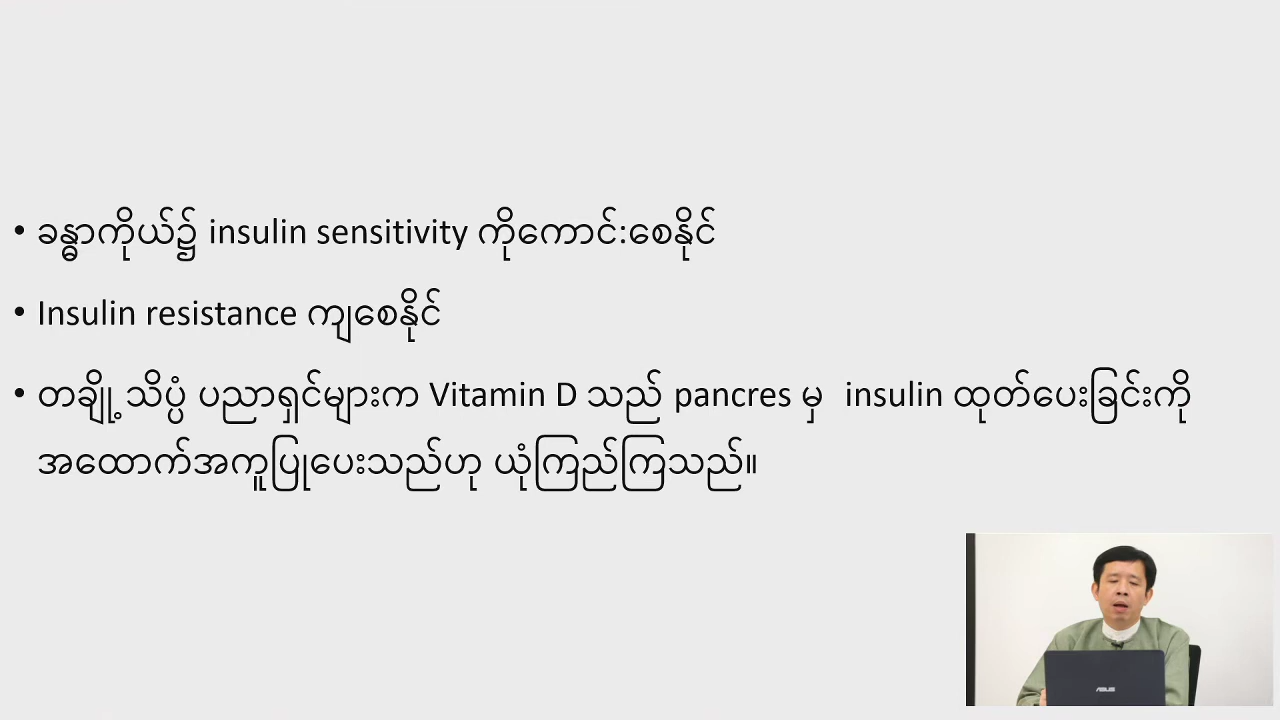 • ခန္ဓာကိုယ်၌ insulin sensitivity ကိုကောင်းစေနိုင်
• Insulin resistance ကျစေနိုင်
• တချို့သိပ္ပံ ပညာရှင်များက Vitamin D သည် pancres မှ insulin ထုတ်ပေးခြင်းကို
အထောက်အကူပြုပေးသည်ဟု ယုံကြည်ကြသည်။
ASUS